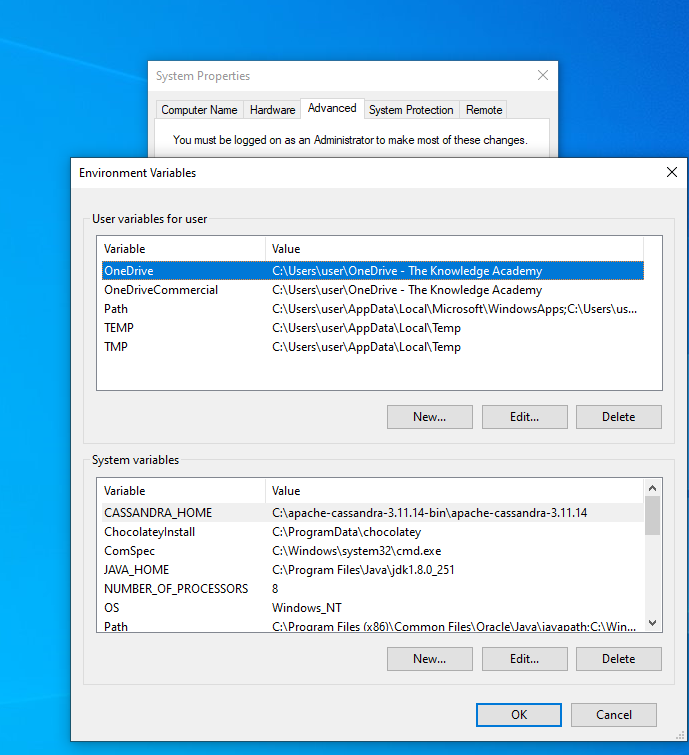 System Properties
Computer Name Hardware Advanced System Protection Remote
You must be logged on as an Administrator to make most of these changes.
Environment Variables
User variables for user
Variable Value
OneDrive C:\Users\user\OneDrive - The Knowledge Academy
OneDriveCommercial C:\Users\user\OneDrive - The Knowledge Academy
Path C:\Users\user\AppData\Local\Microsoft\WindowsApps;C:\Users\us...
TEMP C:\Users\user\AppData\Local\Temp
TMP C:\Users\user\AppData\Local\Temp
New... Edit... Delete
System variables
Variable Value
CASSANDRA_HOME C:\apache-cassandra-3.11.14-bin\apache-cassandra-3.11.14
ChocolateyInstall C:\ProgramData\chocolatey
ComSpec C:\Windows\system32\cmd.exe
JAVA_HOME C:\Program Files\Java\jdk1.8.0_251
NUMBER_OF_PROCESSORS 8
OS Windows_NT
Path C:\Program Files (x86)\Common Files\Oracle\Java\javapath;C:\Win...
New... Edit... Delete
OK Cancel